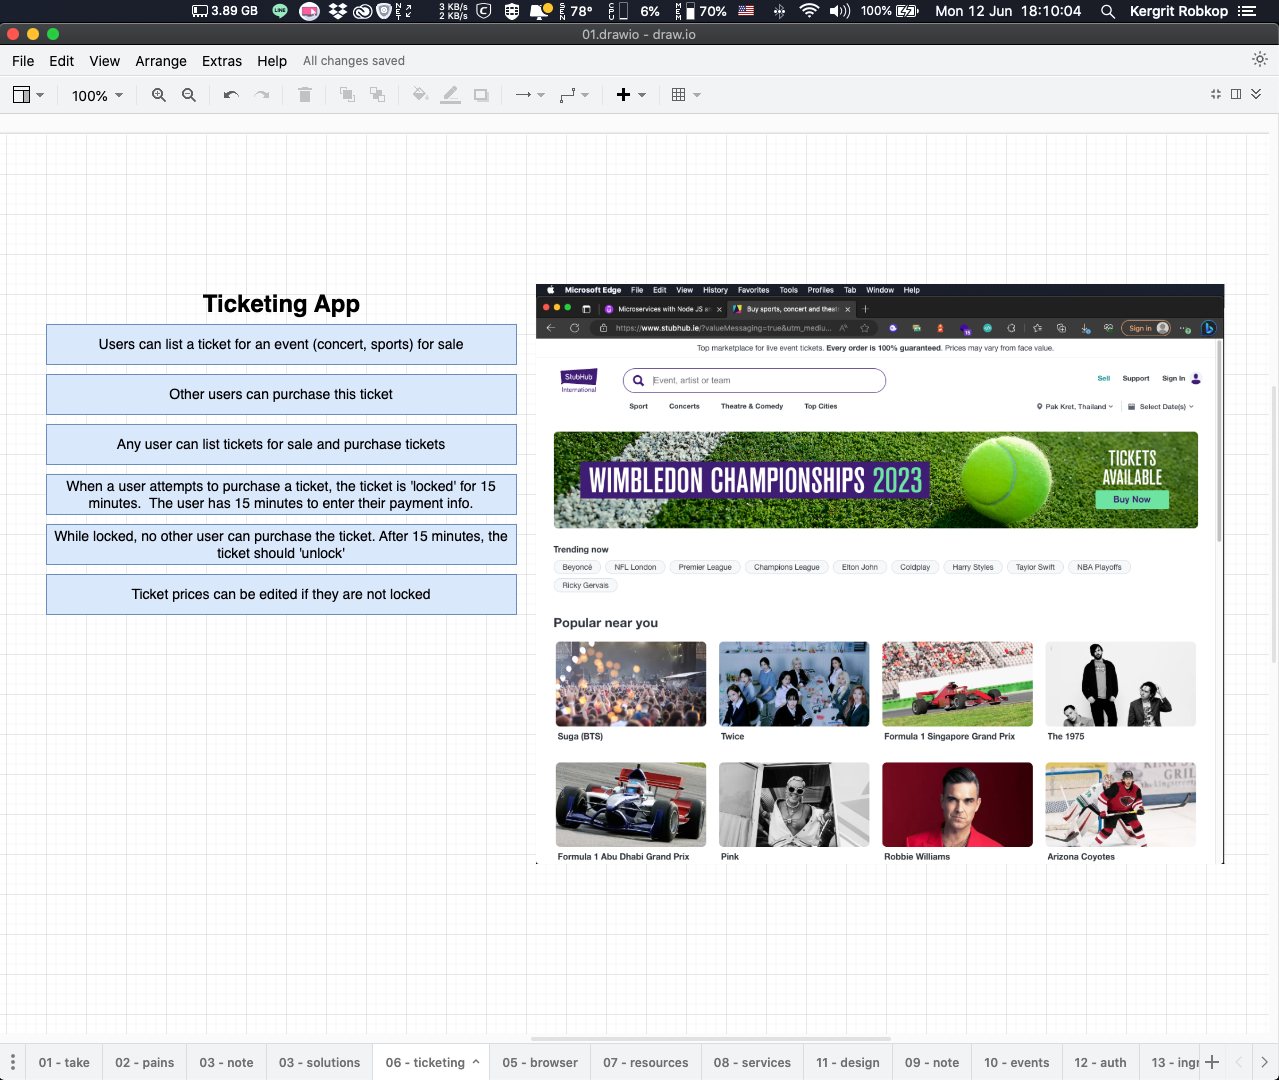 3.89 GB
LINE
NET
3 KB/s
2 KB/s
SEN
78°
CPU
6%
MEM
70%
100%
Mon 12 Jun 18:10:04
Kergrit Robkop
01.drawio - draw.io
File Edit View Arrange Extras Help All changes saved
100%
Ticketing App
Users can list a ticket for an event (concert, sports) for sale
Other users can purchase this ticket
Any user can list tickets for sale and purchase tickets
When a user attempts to purchase a ticket, the ticket is 'locked' for 15
minutes. The user has 15 minutes to enter their payment info.
While locked, no other user can purchase the ticket. After 15 minutes, the
ticket should 'unlock'
Ticket prices can be edited if they are not locked
Microsoft Edge File Edit View History Favorites Tools Profiles Tab Window Help
Microservices with Node JS an
Buy sports, concert and theat
https://www.stubhub.ie/?valueMessaging=true&utm_mediu...
Sign in
Top marketplace for live event tickets. Every order is 100% guaranteed. Prices may vary from face value.
StubHub
International
Event, artist or team
Sell Support Sign In
Sport Concerts Theatre & Comedy Top Cities
Pak Kret, Thailand
Select Date(s)
WIMBLEDON CHAMPIONSHIPS 2023
TICKETS
AVAILABLE
Buy Now
Trending now
Beyoncé NFL London Premier League Champions League Elton John Coldplay Harry Styles Taylor Swift NBA Playoffs
Ricky Gervais
Popular near you
Suga (BTS)
Twice
Formula 1 Singapore Grand Prix
The 1975
Formula 1 Abu Dhabi Grand Prix
Pink
Robbie Williams
Arizona Coyotes
01 - take 02 - pains 03 - note 03 - solutions 06 - ticketing 05 - browser 07 - resources 08 - services 11 - design 09 - note 10 - events 12 - auth 13 - ingr